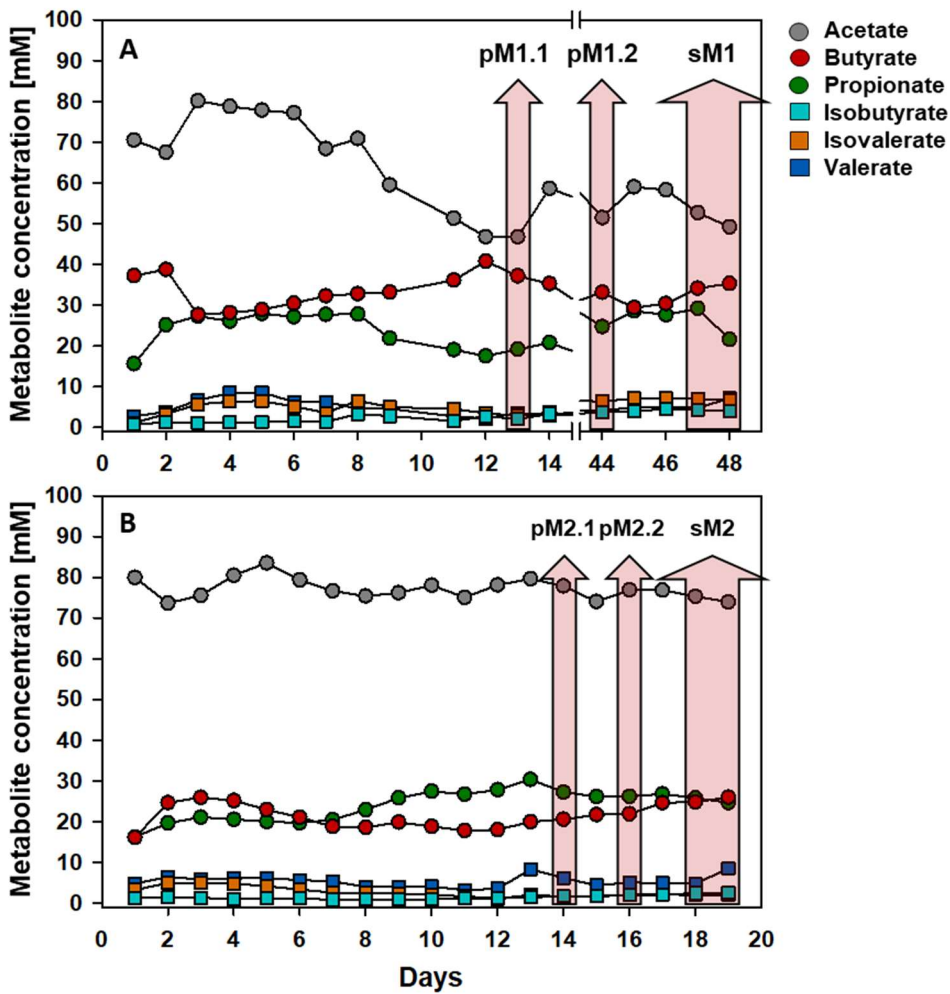 A
pM1.1 pM1.2 sM1
Acetate
Butyrate
Propionate
Isobutyrate
Isovalerate
Valerate
Metabolite concentration [mM]
100
90
80
70
60
50
40
30
20
10
0
0 2 4 6 8 10 12 14 44 46 48
B
pM2.1 pM2.2 sM2
Metabolite concentration [mM]
100
90
80
70
60
50
40
30
20
10
0
0 2 4 6 8 10 12 14 16 18 20
Days